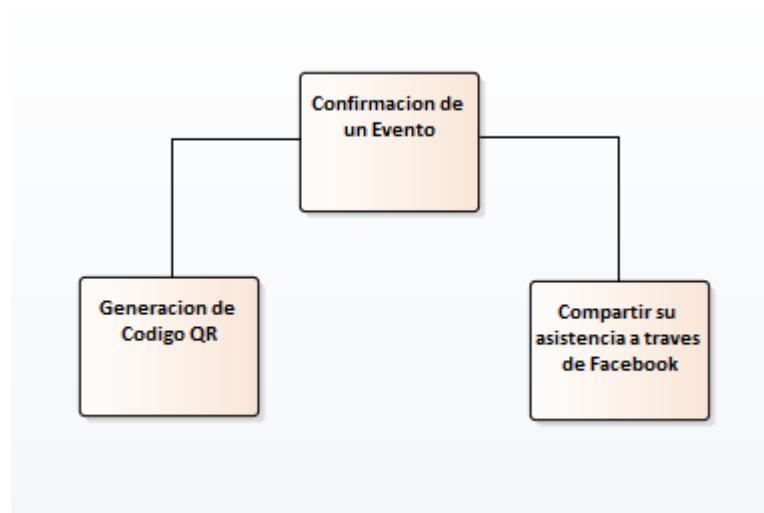 Confirmacion de
un Evento
Generacion de
Codigo QR
Compartir su
asistencia a traves
de Facebook